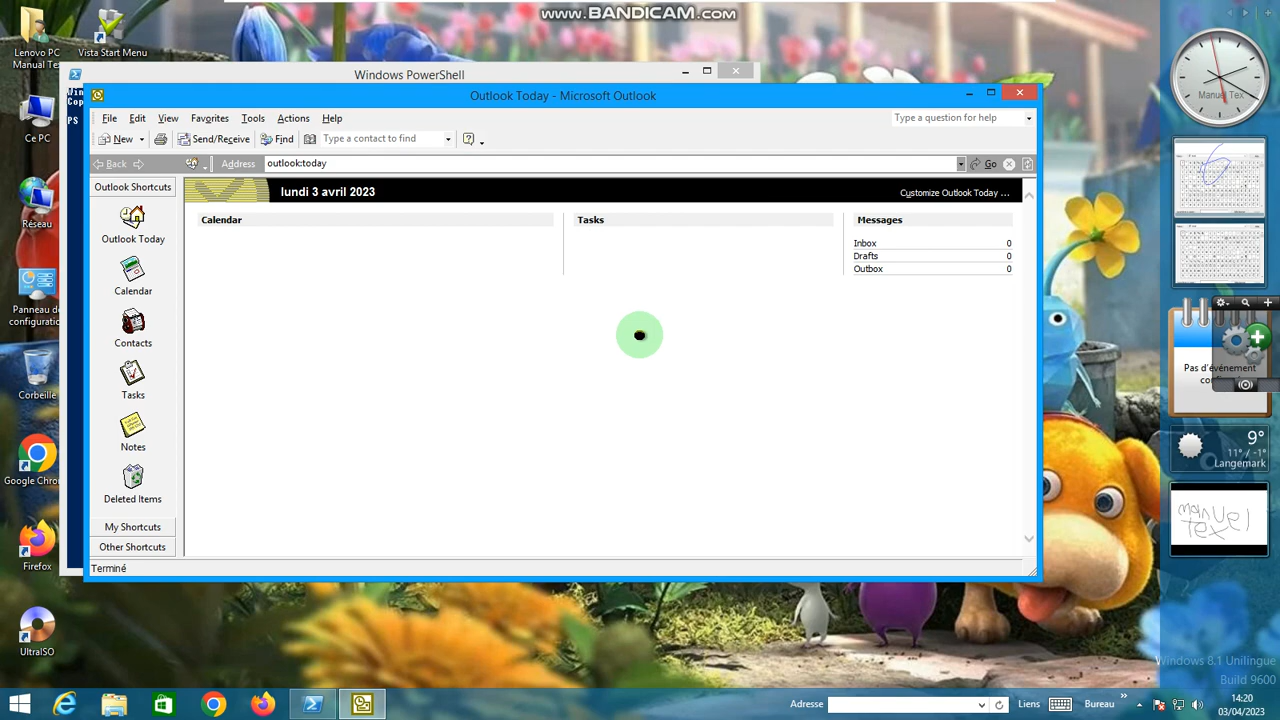 www.BANDICAM.com
Lenovo PC
Manual Te
Vista Start Menu
Ce PC
Réseau
Panneau de
configuratio
Corbeille
Google Chro
Firefox
UltraISO
Windows PowerShell
Win
Cop
PS
Outlook Today - Microsoft Outlook
File Edit View Favorites Tools Actions Help
Type a question for help
New Send/Receive Find Type a contact to find
Back Address outlook:today Go
Outlook Shortcuts
Outlook Today
Calendar
Contacts
Tasks
Notes
Deleted Items
My Shortcuts
Other Shortcuts
lundi 3 avril 2023
Customize Outlook Today ...
Calendar
Tasks
Messages
Inbox 0
Drafts 0
Outbox 0
Terminé
Manuel Tex
Pas d'événement
9°
11° / -1°
Langemark
manuel
texel
Windows 8.1 Unilingue
Build 9600
Adresse
Liens
Bureau
14:20
03/04/2023